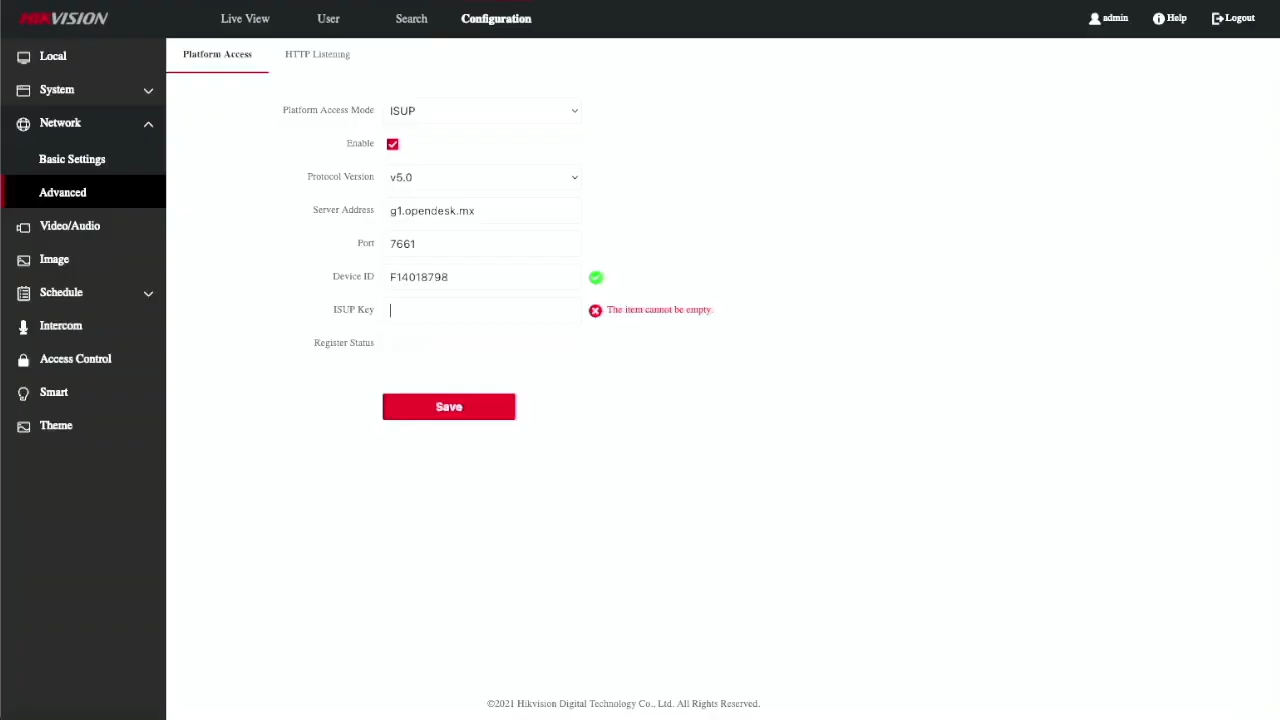 HIKVISION
Live View
User
Search
Configuration
admin
Help
Logout
Local
System
Network
Basic Settings
Advanced
Video/Audio
Image
Schedule
Intercom
Access Control
Smart
Theme
Platform Access
HTTP Listening
Platform Access Mode ISUP
Enable
Protocol Version v5.0
Server Address g1.opendesk.mx
Port 7661
Device ID F14018798
ISUP Key The item cannot be empty.
Register Status
Save
©2021 Hikvision Digital Technology Co., Ltd. All Rights Reserved.